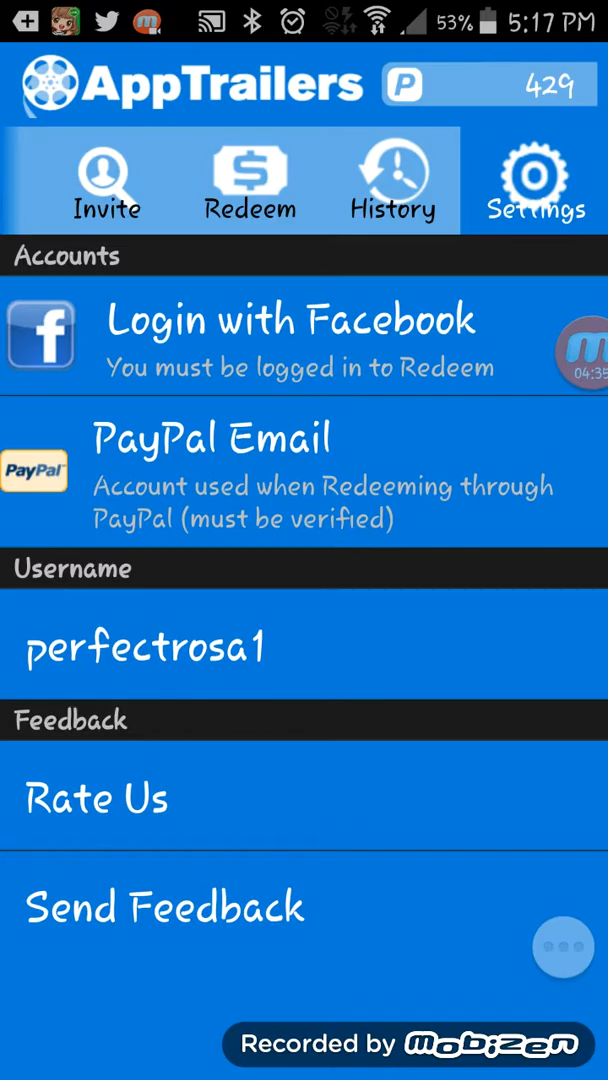 53% 5:17 PM
AppTrailers P 429
Invite Redeem History Settings
Accounts
Login with Facebook
You must be logged in to Redeem
04:35
PayPal Email
PayPal
Account used when Redeeming through
PayPal (must be verified)
Username
perfectrosa1
Feedback
Rate Us
Send Feedback
Recorded by mobizen